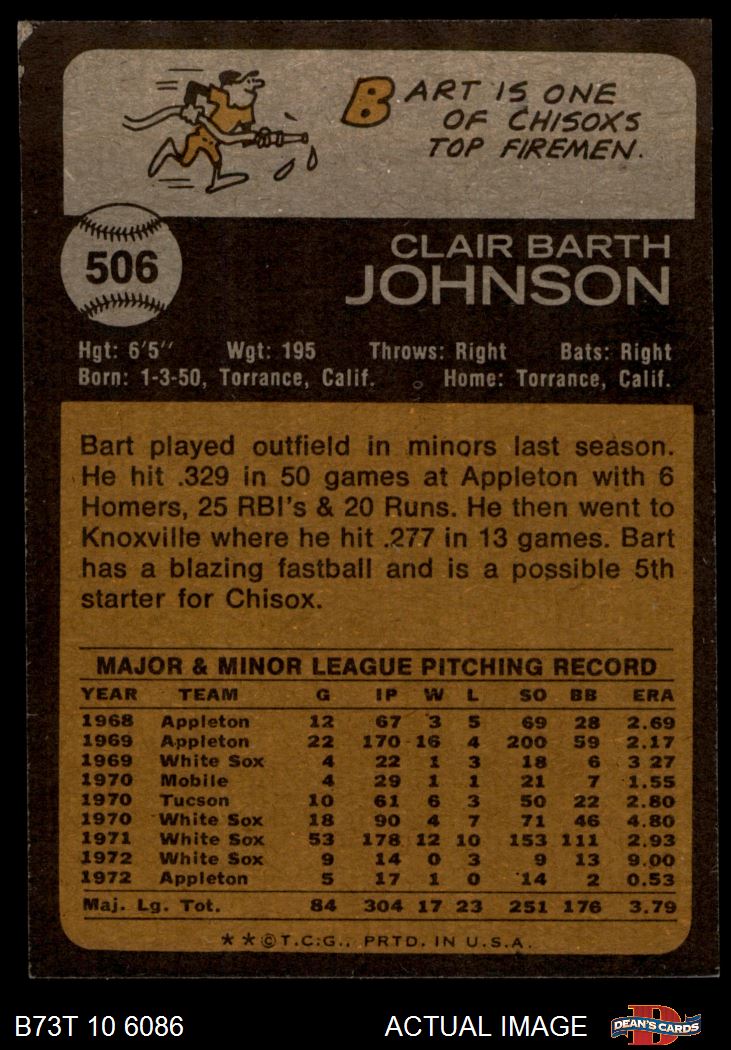 BART IS ONE
OF CHISOXS
TOP FIREMEN.
506
CLAIR BARTH
JOHNSON
Hgt: 6'5'' Wgt: 195 Throws: Right Bats: Right
Born: 1-3-50, Torrance, Calif. Home: Torrance, Calif.
Bart played outfield in minors last season.
He hit .329 in 50 games at Appleton with 6
Homers, 25 RBI's & 20 Runs. He then went to
Knoxville where he hit .277 in 13 games. Bart
has a blazing fastball and is a possible 5th
starter for Chisox.
MAJOR & MINOR LEAGUE PITCHING RECORD
YEAR TEAM G IP W L SO BB ERA
1968 Appleton 12 67 3 5 69 28 2.69
1969 Appleton 22 170 16 4 200 59 2.17
1969 White Sox 4 22 1 3 18 6 3 27
1970 Mobile 4 29 1 1 21 7 1.55
1970 Tucson 10 61 6 3 50 22 2.80
1970 White Sox 18 90 4 7 71 46 4.80
1971 White Sox 53 178 12 10 153 111 2.93
1972 White Sox 9 14 0 3 9 13 9.00
1972 Appleton 5 17 1 0 14 2 0.53
Maj. Lg. Tot. 84 304 17 23 251 176 3.79
★ ★ © T.C.G., PRTD. IN U.S.A.
B73T 10 6086 ACTUAL IMAGE D DEAN'S CARDS